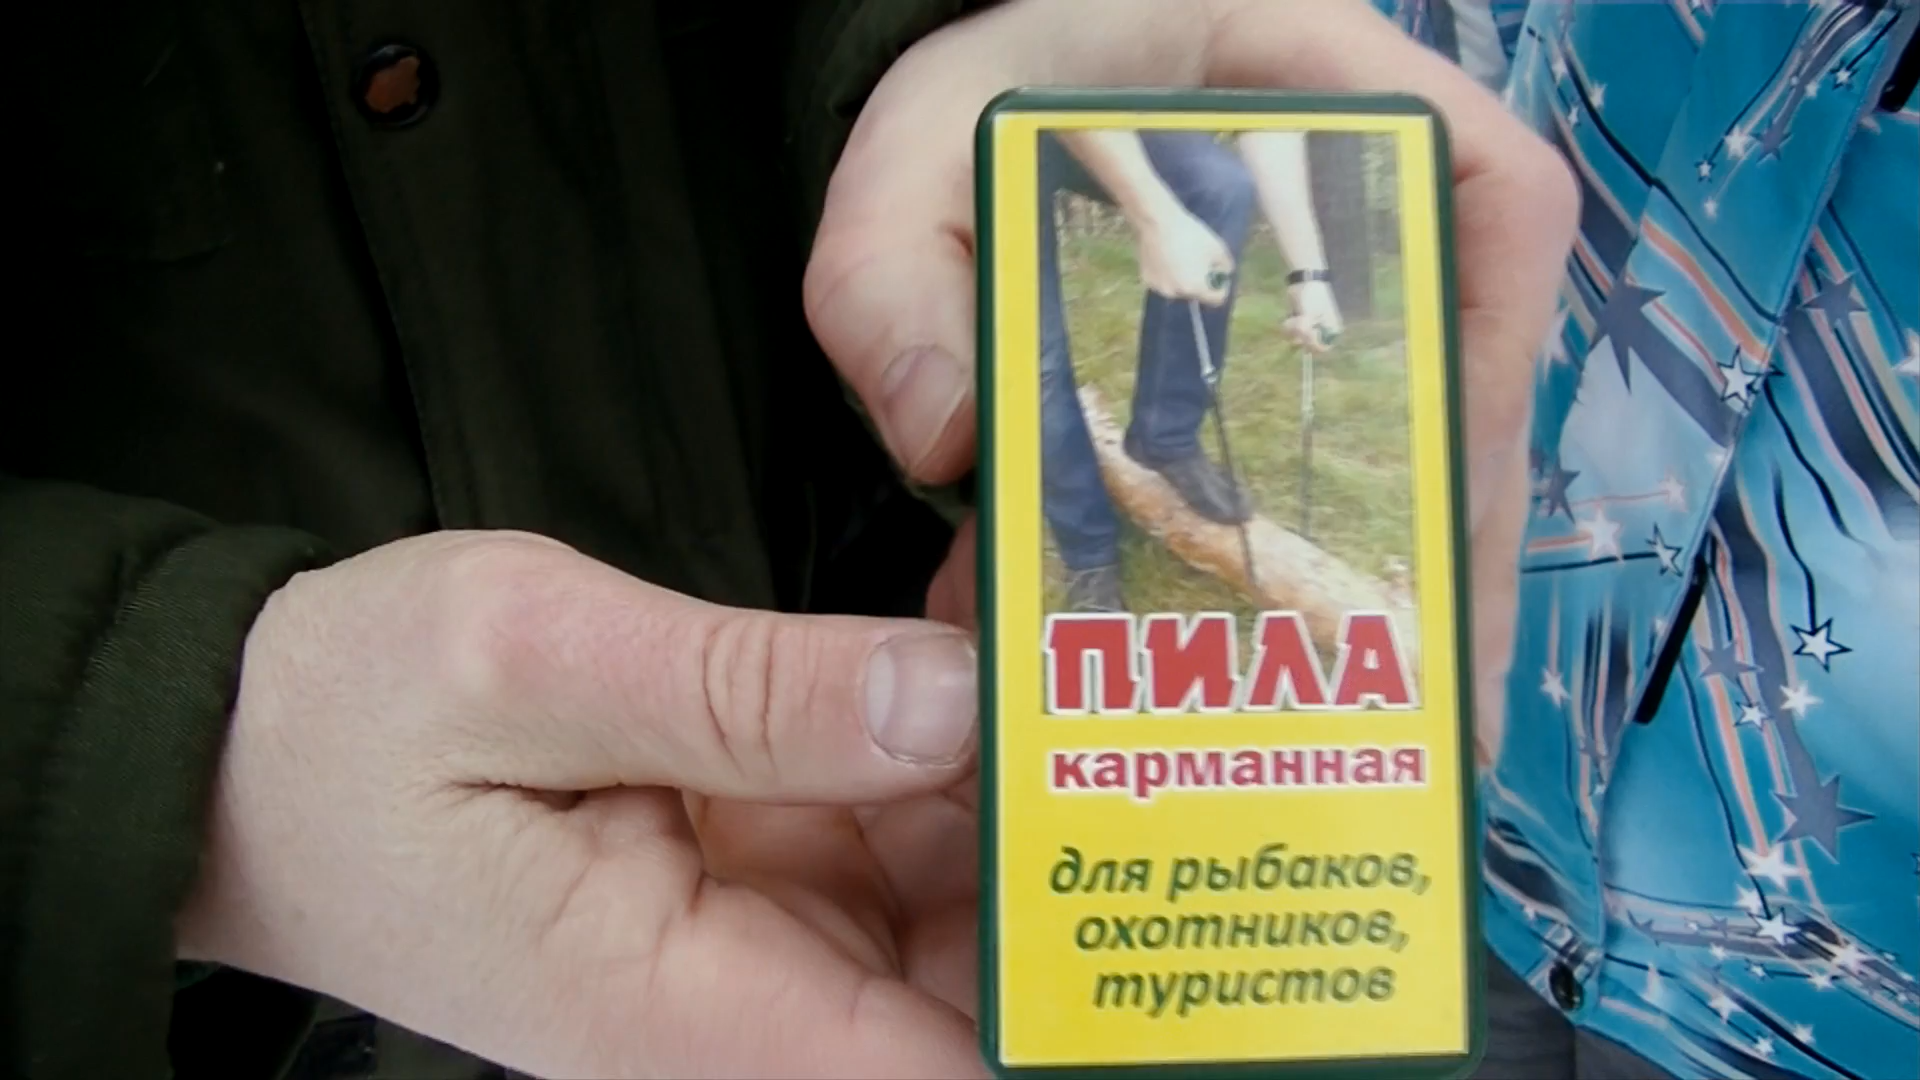 ПИЛА
карманная
для рыбаков,
охотников,
туристов